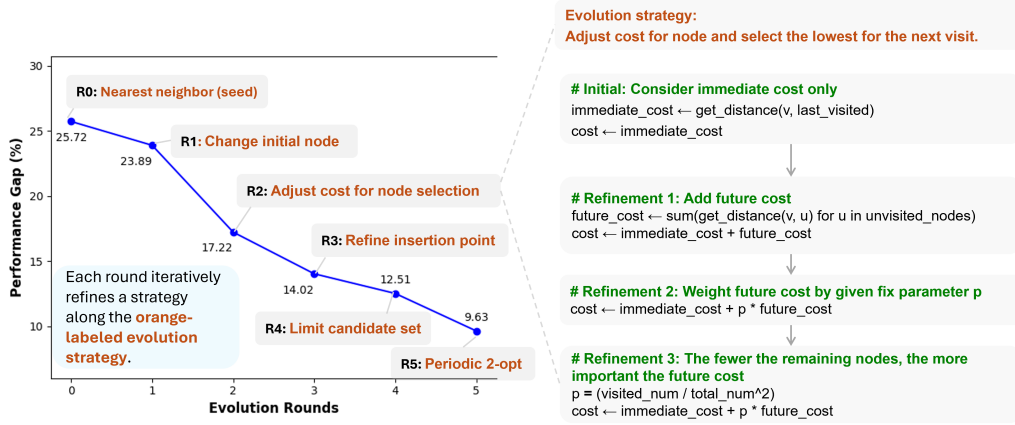 Performance Gap (%)
30
25
20
15
10
R0: Nearest neighbor (seed)
25.72
R1: Change initial node
23.89
R2: Adjust cost for node selection
17.22
R3: Refine insertion point
14.02
12.51
R4: Limit candidate set
9.63
R5: Periodic 2-opt
Each round iteratively
refines a strategy
along the orange-
labeled evolution
strategy.
0
1
2
3
4
5
Evolution Rounds
Evolution strategy:
Adjust cost for node and select the lowest for the next visit.
# Initial: Consider immediate cost only
immediate_cost ← get_distance(v, last_visited)
cost ← immediate_cost
# Refinement 1: Add future cost
future_cost ← sum(get_distance(v, u) for u in unvisited_nodes)
cost ← immediate_cost + future_cost
# Refinement 2: Weight future cost by given fix parameter p
cost ← immediate_cost + p * future_cost
# Refinement 3: The fewer the remaining nodes, the more
important the future cost
p = (visited_num / total_num^2)
cost ← immediate_cost + p * future_cost